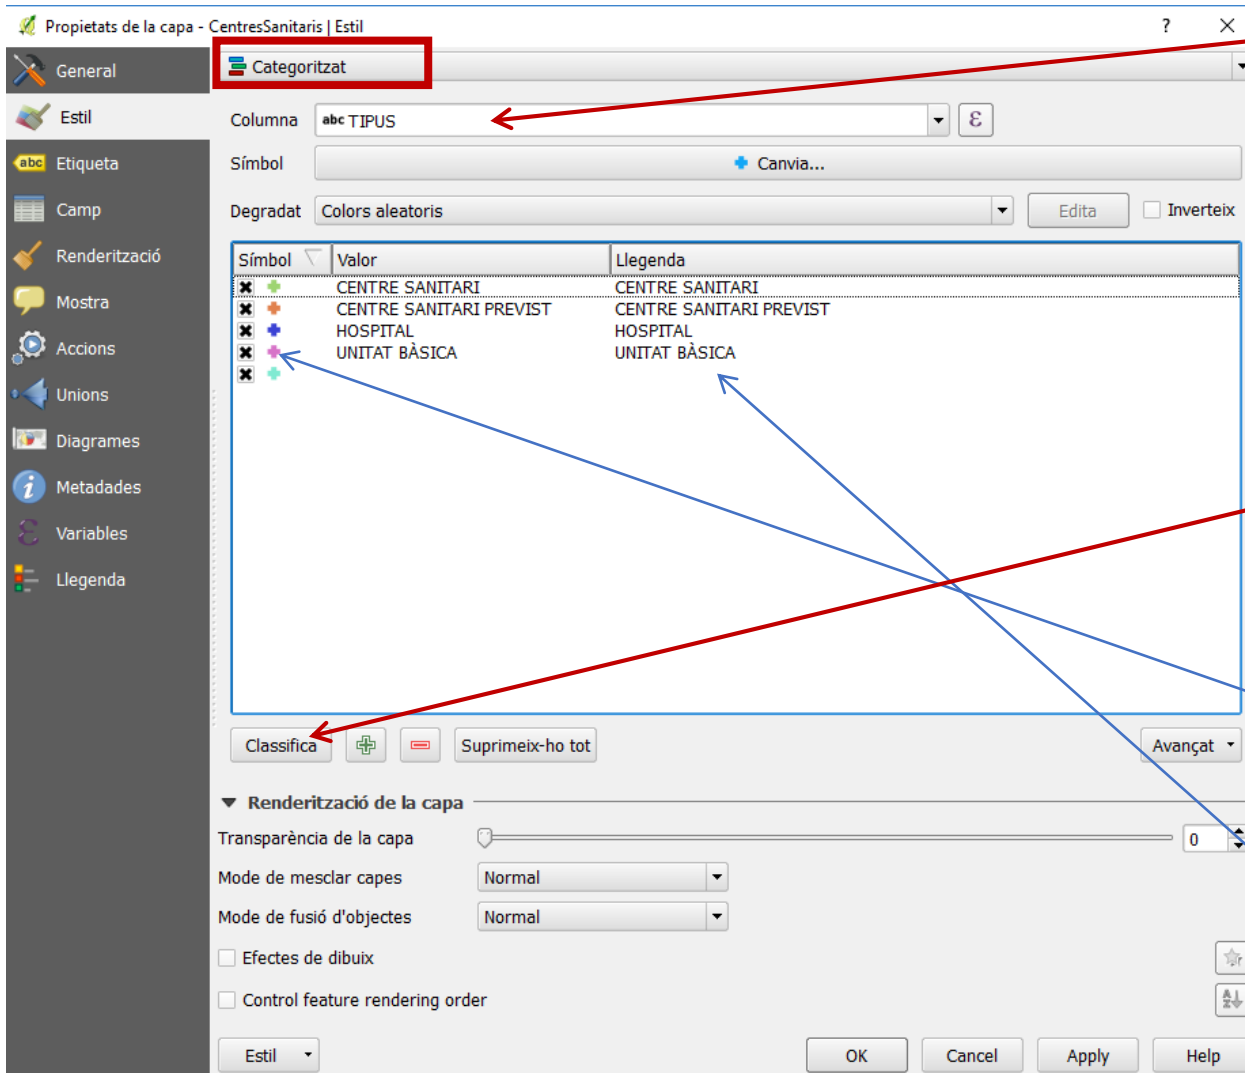 Propietats de la capa - CentresSanitaris | Estil
?
General
Estil
Etiqueta
Camp
Renderització
Mostra
Accions
Unions
Diagrames
Metadades
Variables
Llegenda
Categoritzat
Columna abc TIPUS ε
Símbol Canvia...
Degradat Colors aleatoris Edita Inverteix
Símbol Valor Llegenda
CENTRE SANITARI CENTRE SANITARI
CENTRE SANITARI PREVIST CENTRE SANITARI PREVIST
HOSPITAL HOSPITAL
UNITAT BÀSICA UNITAT BÀSICA
Classifica Suprimeix-ho tot Avançat
Renderització de la capa
Transparència de la capa 0
Mode de mesclar capes Normal
Mode de fusió d'objectes Normal
Efectes de dibuix
Control feature rendering order
Estil OK Cancel Apply Help